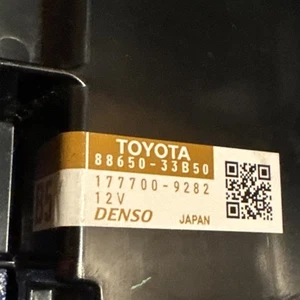 TOYOTA
88650-33B50
177700-9282
12V
DENSO JAPAN